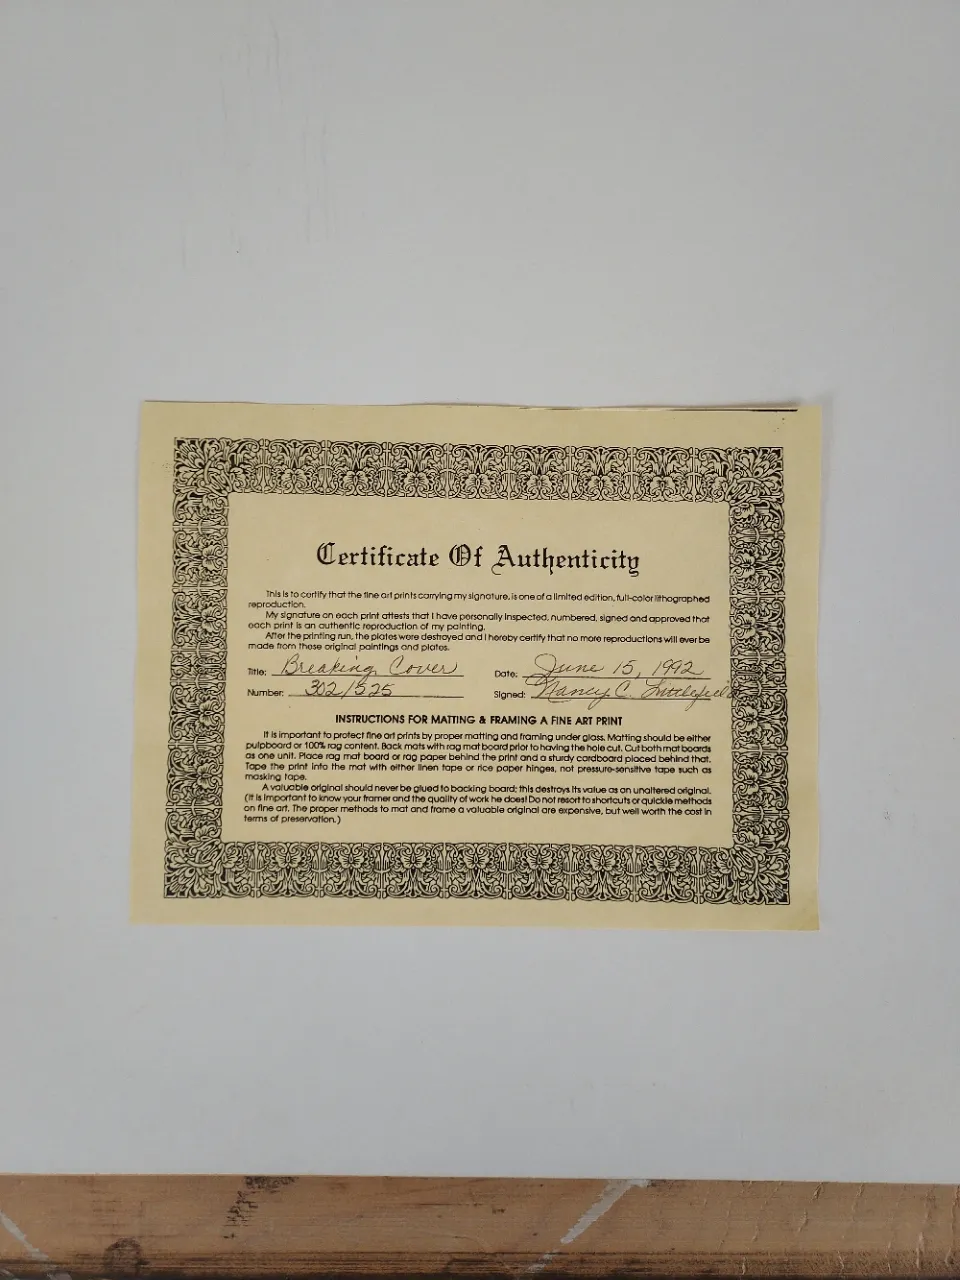 Certificate Of Authenticity
This is to certify that the fine art prints carrying my signature, is one of a limited edition, full-color lithographed
reproduction.
My signature on each print attests that I have personally inspected, numbered, signed and approved that
each print is an authentic reproduction of my painting.
After the printing run, the plates were destroyed and I hereby certify that no more reproductions will ever be
made from these original paintings and plates.
Title: Breaking Cover Date: June 15, 1992
Number: 302/525 Signed: Nancy C. Littlefield
INSTRUCTIONS FOR MATTING & FRAMING A FINE ART PRINT
It is important to protect fine art prints by proper matting and framing under glass. Matting should be either
pulpboard or 100% rag content. Back mats with rag mat board prior to having the hole cut. Cut both mat boards
as one unit. Place rag mat board or rag paper behind the print and a sturdy cardboard placed behind that.
Tape the print into the mat with either linen tape or rice paper hinges, not pressure-sensitive tape such as
masking tape.
A valuable original should never be glued to backing board; this destroys its value as an unaltered original.
(It is important to know your framer and the quality of work he does! Do not resort to shortcuts or quickie methods
on fine art. The proper methods to mat and frame a valuable original are expensive, but well worth the cost in
terms of preservation.)